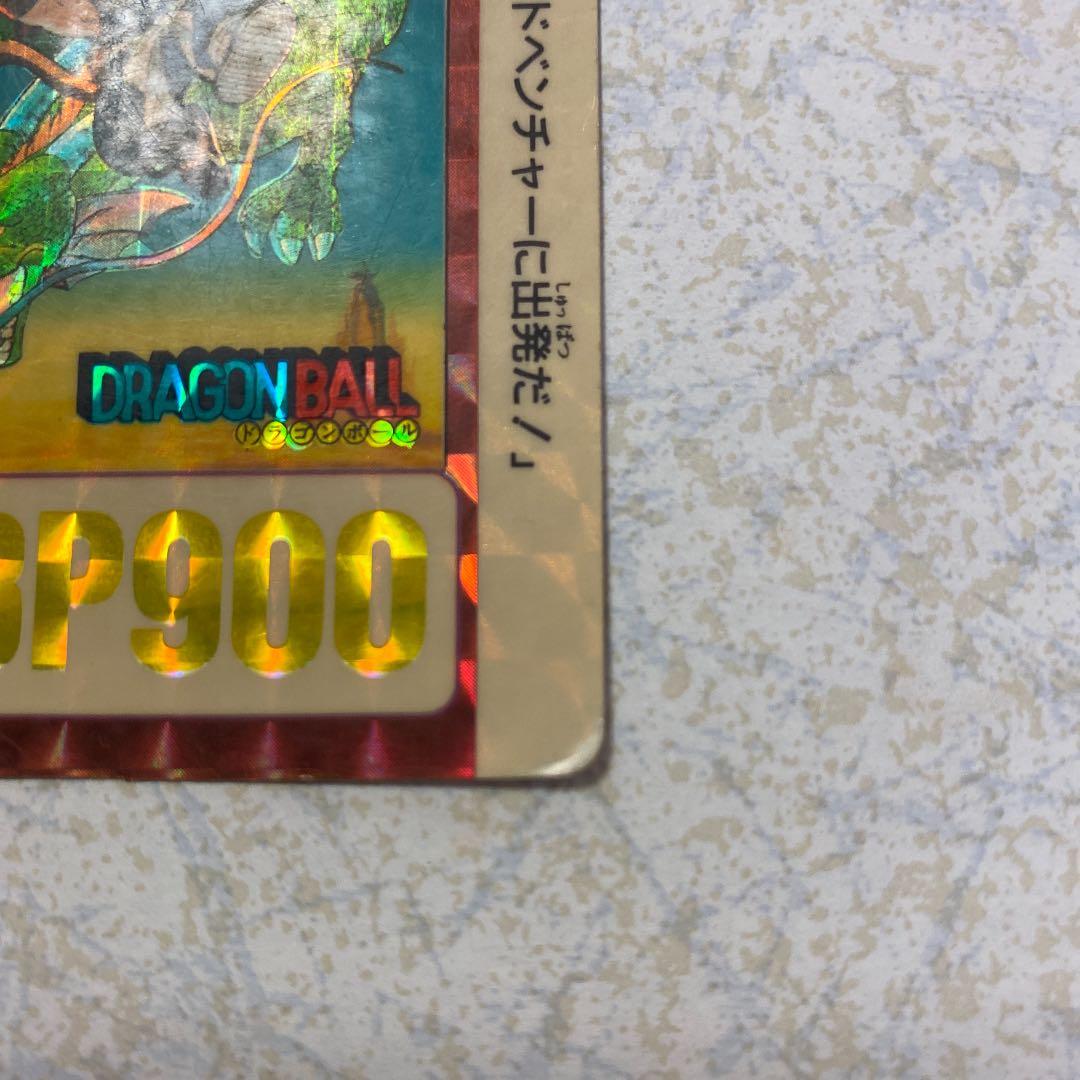 ドベンチャーに出発だ!」
しゅっぱつ
DRAGON BALL
ドラゴンボール
BP900